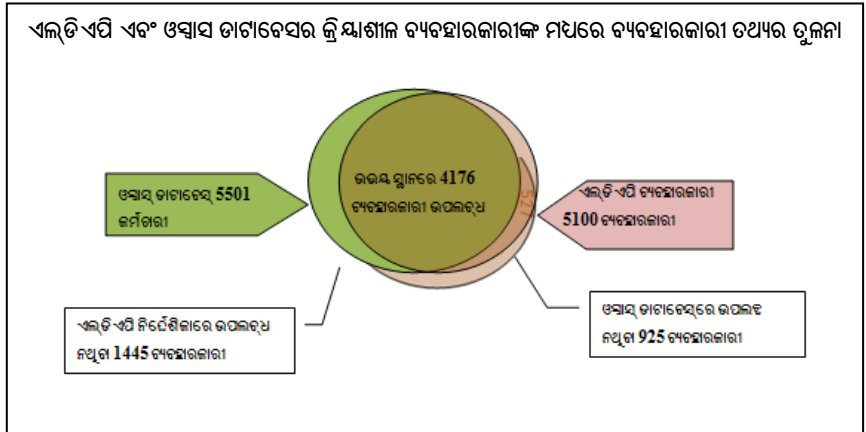 ଏଲ୍‌ଡିଏପି ଏବଂ ଓସ୍ୱାସ ଡାଟାବେସର କ୍ରିୟାଶୀଳ ବ୍ୟବହାରକାରୀଙ୍କ ମଧ୍ୟରେ ବ୍ୟବହାରକାରୀ ତଥ୍ୟର ତୁଳନା
ଉଭୟ ସ୍ଥାନରେ 4176
ବ୍ୟବହାରକାରୀ ଉପଲବ୍ଧ
ଓସ୍ୱାସ୍ ଡାଟାବେସ୍ 5501
କର୍ମଚାରୀ
527
ଏଲ୍‌ଡିଏପି ବ୍ୟବହାରକାରୀ
5100 ବ୍ୟବହାରକାରୀ
ଏଲ୍‌ଡିଏପି ନିର୍ଦ୍ଦେଶିକାରେ ଉପଲବ୍ଧ
ନଥିବା 1445 ବ୍ୟବହାରକାରୀ
ଓସ୍ୱାସ୍ ଡାଟାବେସ୍‌ରେ ଉପଲବ୍ଧ
ନଥିବା 925 ବ୍ୟବହାରକାରୀ